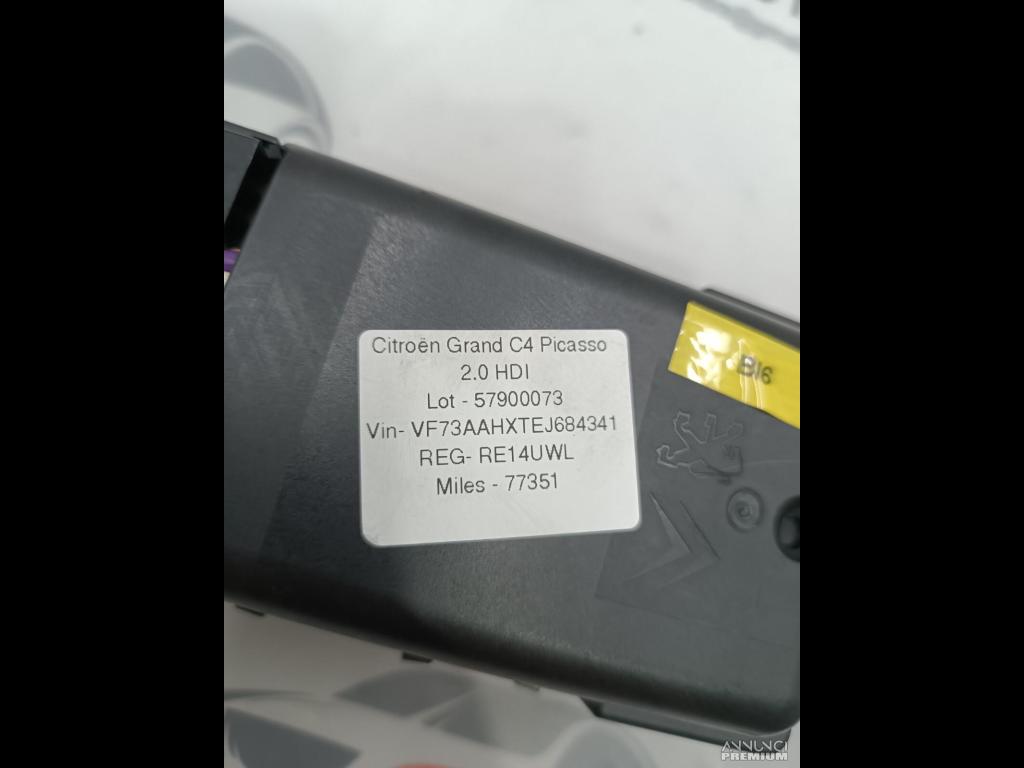 Citroën Grand C4 Picasso
2.0 HDI
Lot - 57900073
Vin- VF73AAHXTEJ684341
REG- RE14UWL
Miles - 77351
BI6
ANNUNCI
PREMIUM